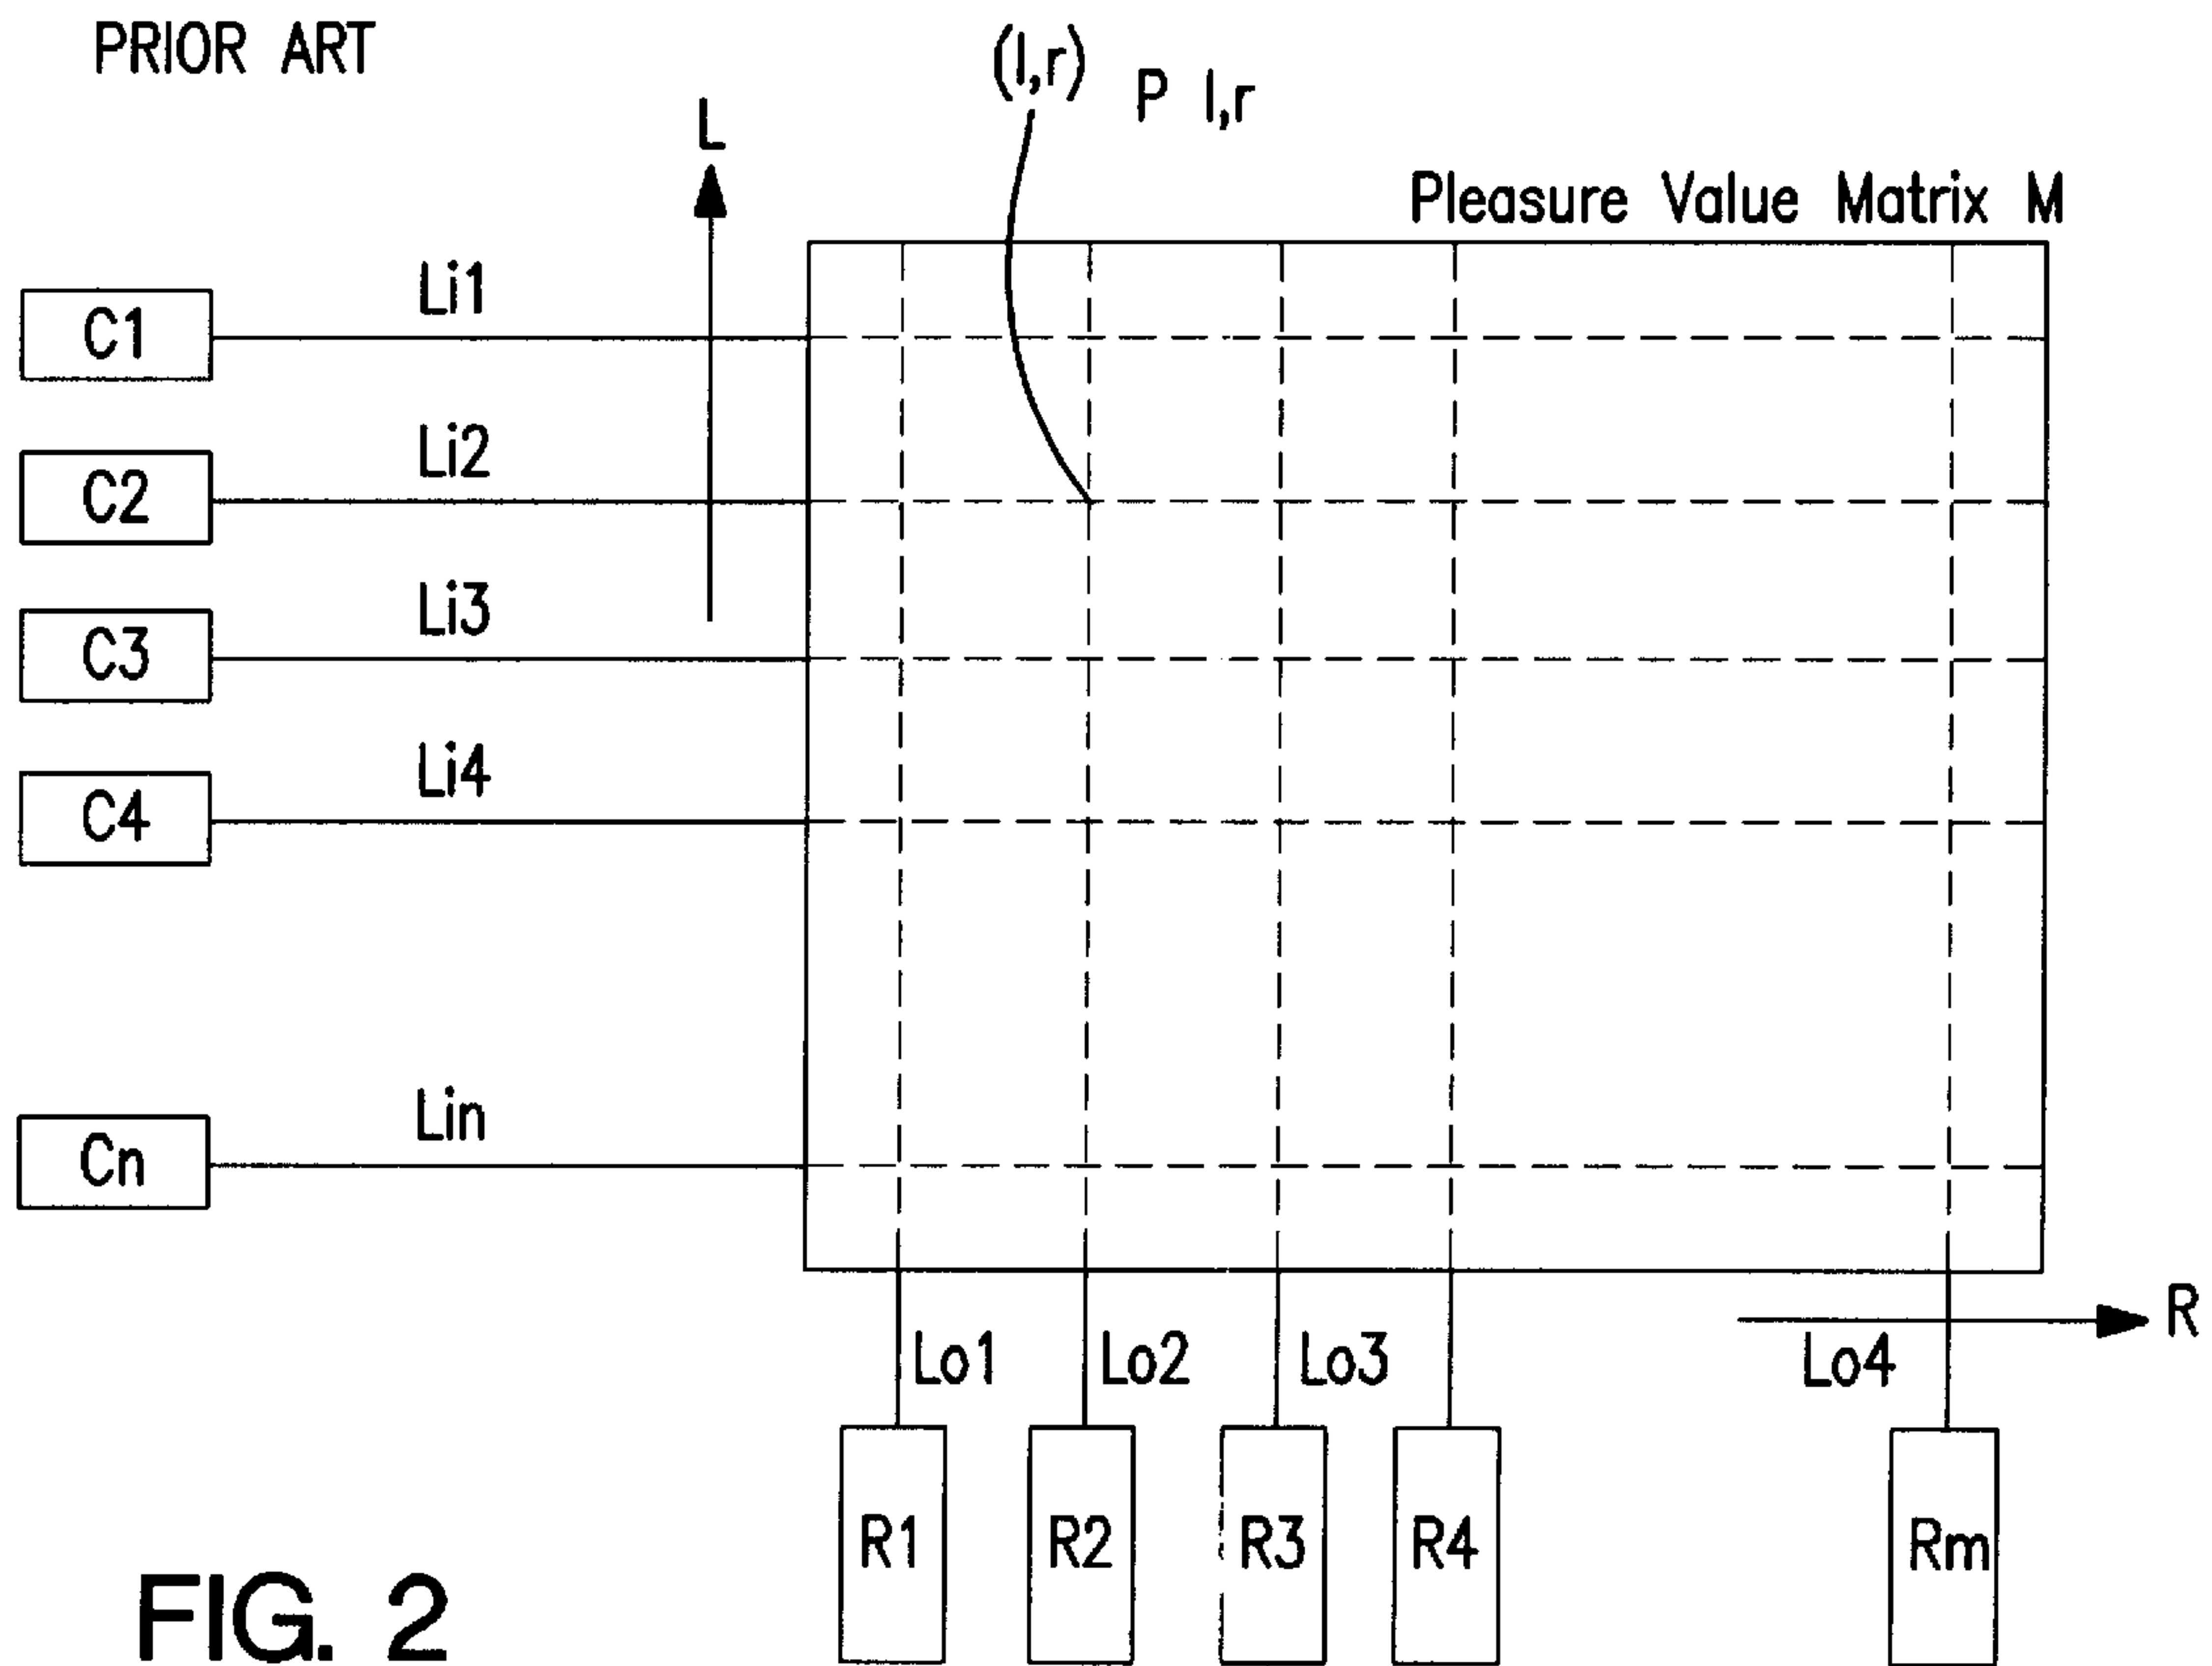 PRIOR ART
(l,r) P l,r
L
Pleasure Value Matrix M
C1 Li1
C2 Li2
C3 Li3
C4 Li4
Cn Lin
R
Lo1 Lo2 Lo3 Lo4
R1 R2 R3 R4 Rm
FIG. 2